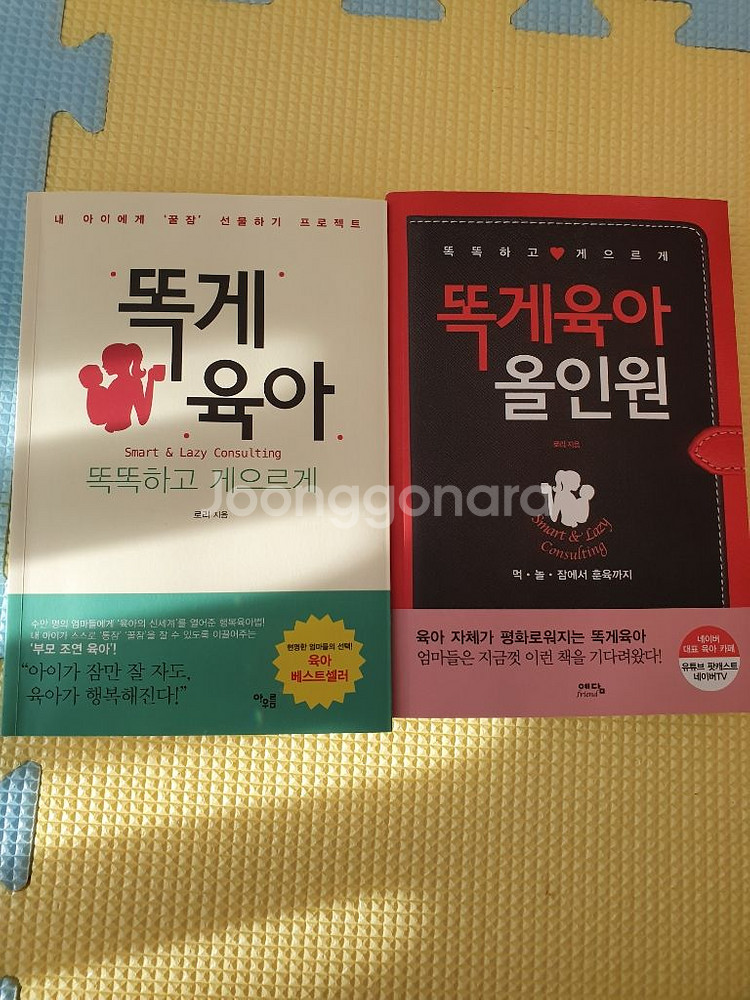 내 아이에게 '꿀잠' 선물하기 프로젝트
똑게
육아
Smart & Lazy Consulting
똑똑하고 게으르게
로리 지음
수만 명의 엄마들에게 '육아의 신세계'를 열어준 행복육아법!
내 아이가 스스로 '통잠' '꿀잠'을 잘 수 있도록 이끌어주는
'부모 조연 육아'!
"아이가 잠만 잘 자도,
육아가 행복해진다!"
현명한 엄마들의 선택!
육아
베스트셀러
아우름
똑똑하고♥게으르게
똑게육아
올인원
로리 지음
Smart & Lazy
Consulting
먹·놀·잠에서 훈육까지
육아 자체가 평화로워지는 똑게육아
엄마들은 지금껏 이런 책을 기다려왔다!
네이버
대표 육아 카페
유튜브 팟캐스트
네이버TV
예담
friend
Joonggonara